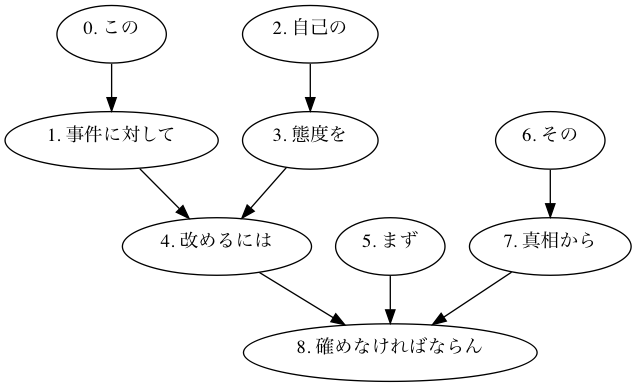 0. この
2. 自己の
1. 事件に対して
3. 態度を
6. その
4. 改めるには
5. まず
7. 真相から
8. 確めなければならん